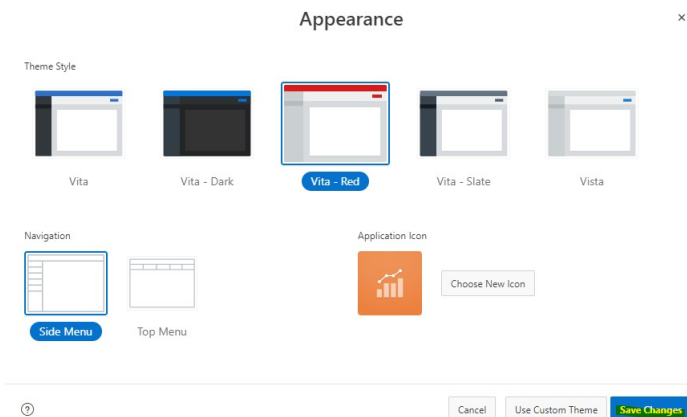 Appearance
×
Theme Style
Vita
Vita - Dark
Vita - Red
Vita - Slate
Vista
Navigation
Application Icon
Choose New Icon
Side Menu
Top Menu
?
Cancel
Use Custom Theme
Save Changes